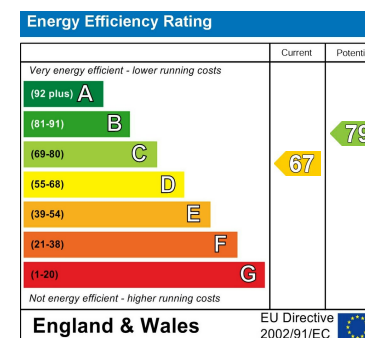 Energy Efficiency Rating
Current
Very energy efficient - lower running costs
(92 plus) A
(81-91) B
(69-80) C
(55-68) D
(39-54) E
(21-38) F
(1-20) G
67
79
Not energy efficient - higher running costs
England & Wales
EU Directive
2002/91/EC